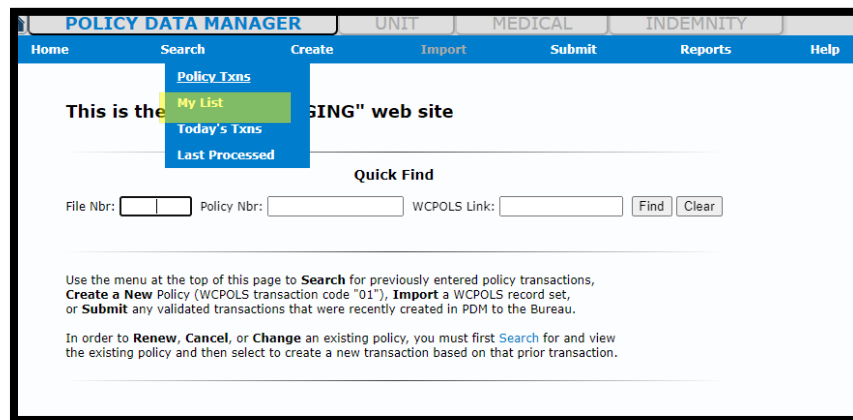 POLICY DATA MANAGER UNIT MEDICAL INDEMNITY
Home Search Create Import Submit Reports Help
Policy Txns
My List
Today's Txns
Last Processed
This is the GING" web site
Quick Find
File Nbr: Policy Nbr: WCPOLS Link: Find Clear
Use the menu at the top of this page to Search for previously entered policy transactions,
Create a New Policy (WCPOLS transaction code "01"), Import a WCPOLS record set,
or Submit any validated transactions that were recently created in PDM to the Bureau.
In order to Renew, Cancel, or Change an existing policy, you must first Search for and view
the existing policy and then select to create a new transaction based on that prior transaction.